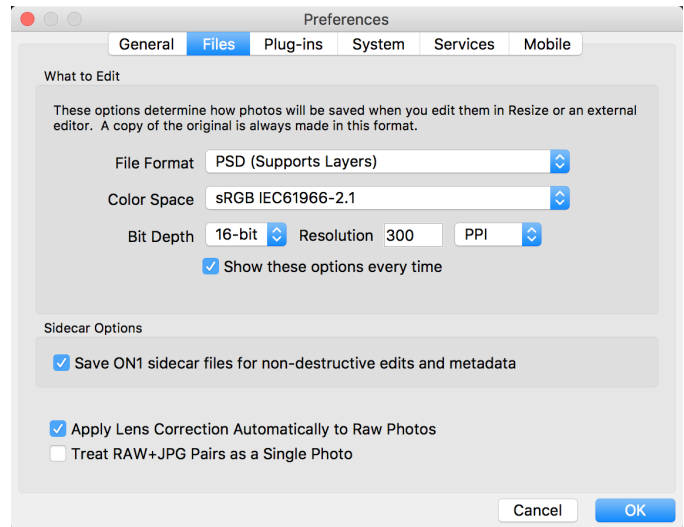 Preferences
General Files Plug-ins System Services Mobile
What to Edit
These options determine how photos will be saved when you edit them in Resize or an external
editor. A copy of the original is always made in this format.
File Format PSD (Supports Layers)
Color Space sRGB IEC61966-2.1
Bit Depth 16-bit Resolution 300 PPI
Show these options every time
Sidecar Options
Save ON1 sidecar files for non-destructive edits and metadata
Apply Lens Correction Automatically to Raw Photos
Treat RAW+JPG Pairs as a Single Photo
Cancel OK